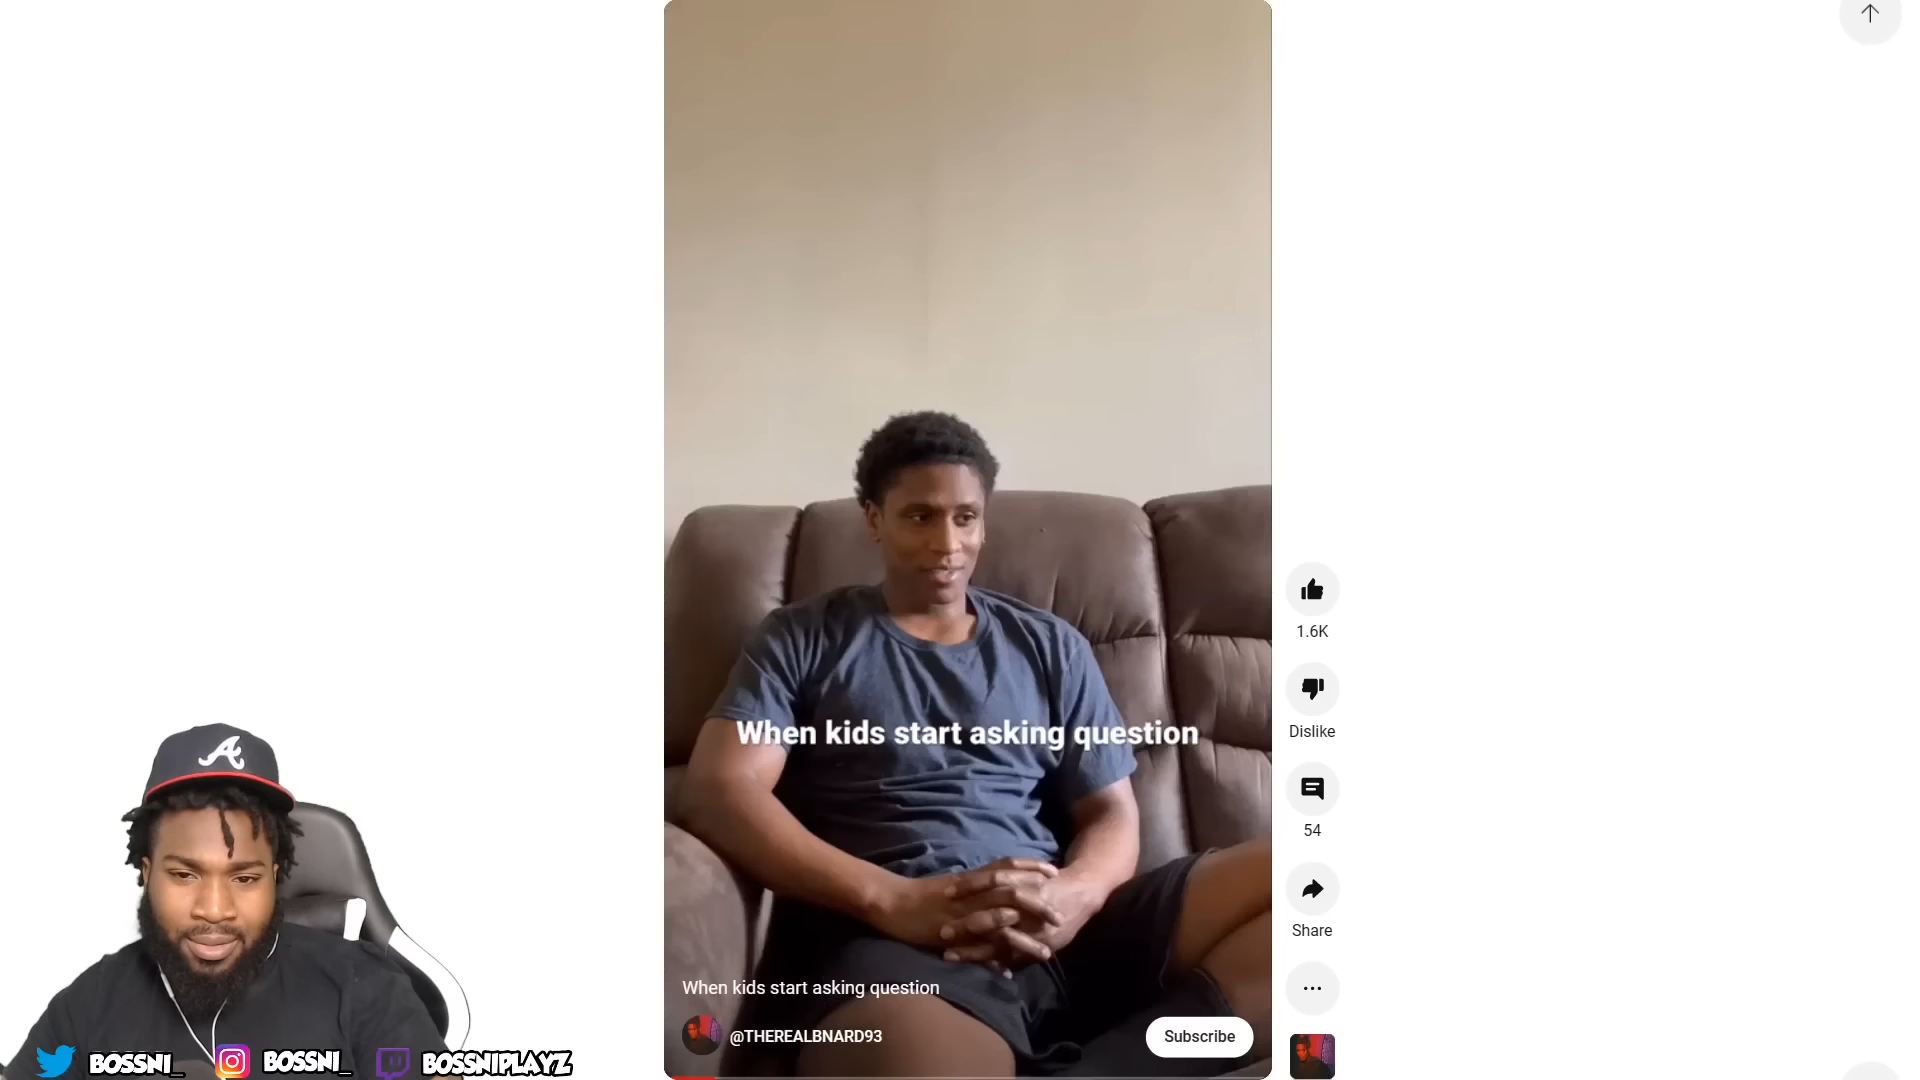 When kids start asking question
1.6K
Dislike
54
Share
When kids start asking question
@THEREALBNARD93
Subscribe
A
BOSSNI_
BOSSNI_
BOSSNIPLAYZ